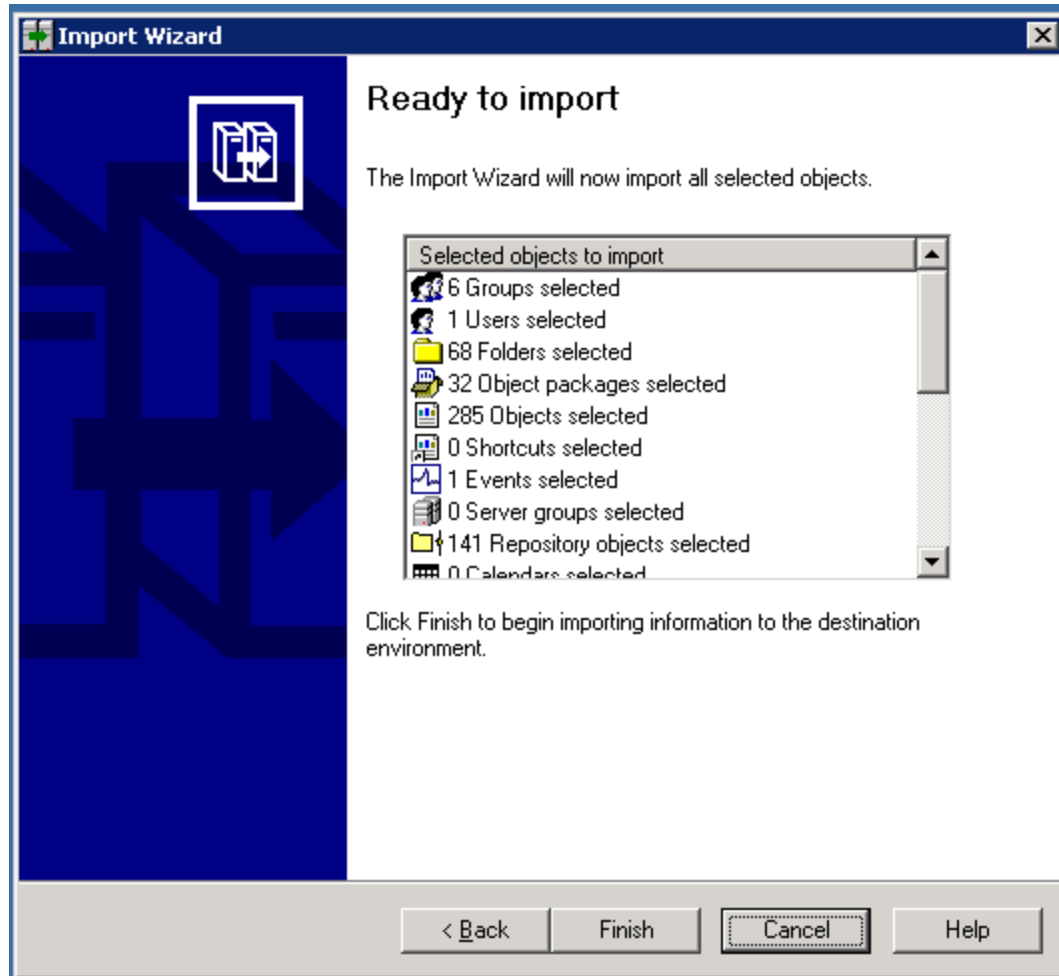 Import Wizard
Ready to import
The Import Wizard will now import all selected objects.
Selected objects to import
6 Groups selected
1 Users selected
68 Folders selected
32 Object packages selected
285 Objects selected
0 Shortcuts selected
1 Events selected
0 Server groups selected
141 Repository objects selected
0 Calendars selected
Click Finish to begin importing information to the destination
environment.
< Back Finish Cancel Help